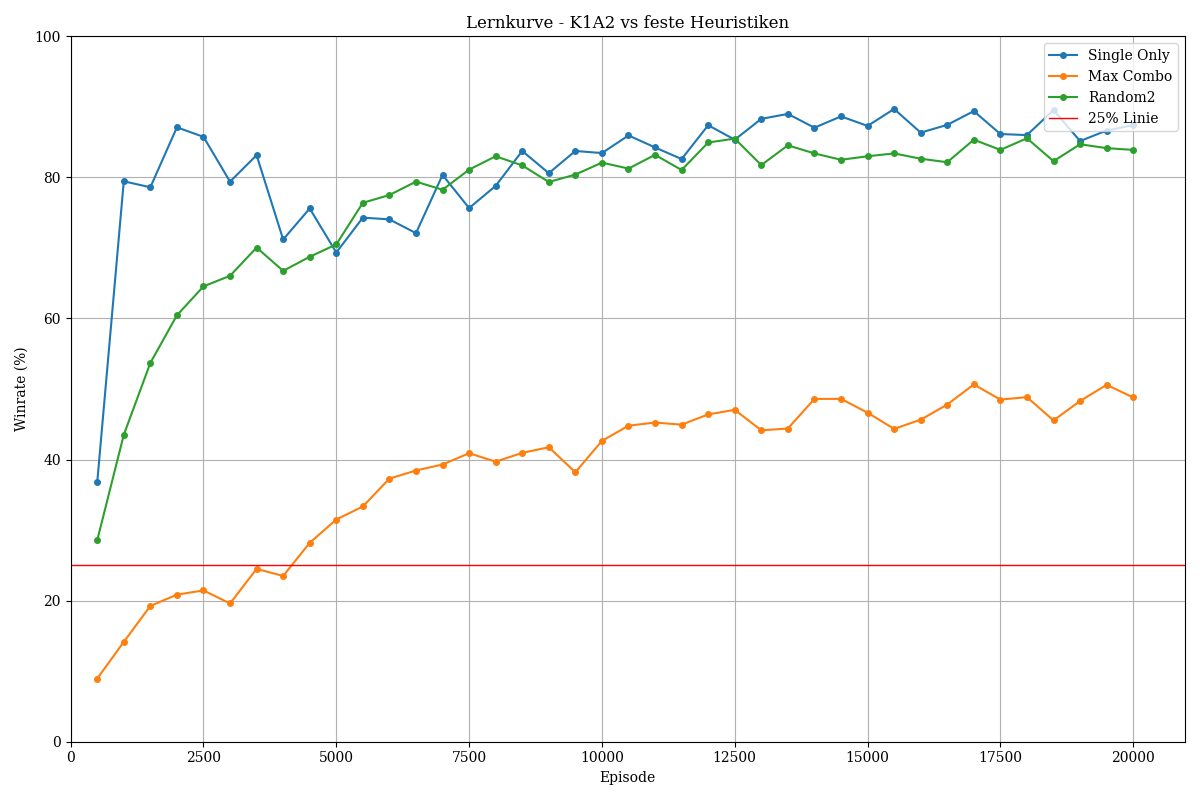 Lernkurve - K1A2 vs feste Heuristiken
Single Only
Max Combo
Random2
25% Linie
Winrate (%)
100
80
60
40
20
0
0 2500 5000 7500 10000 12500 15000 17500 20000
Episode